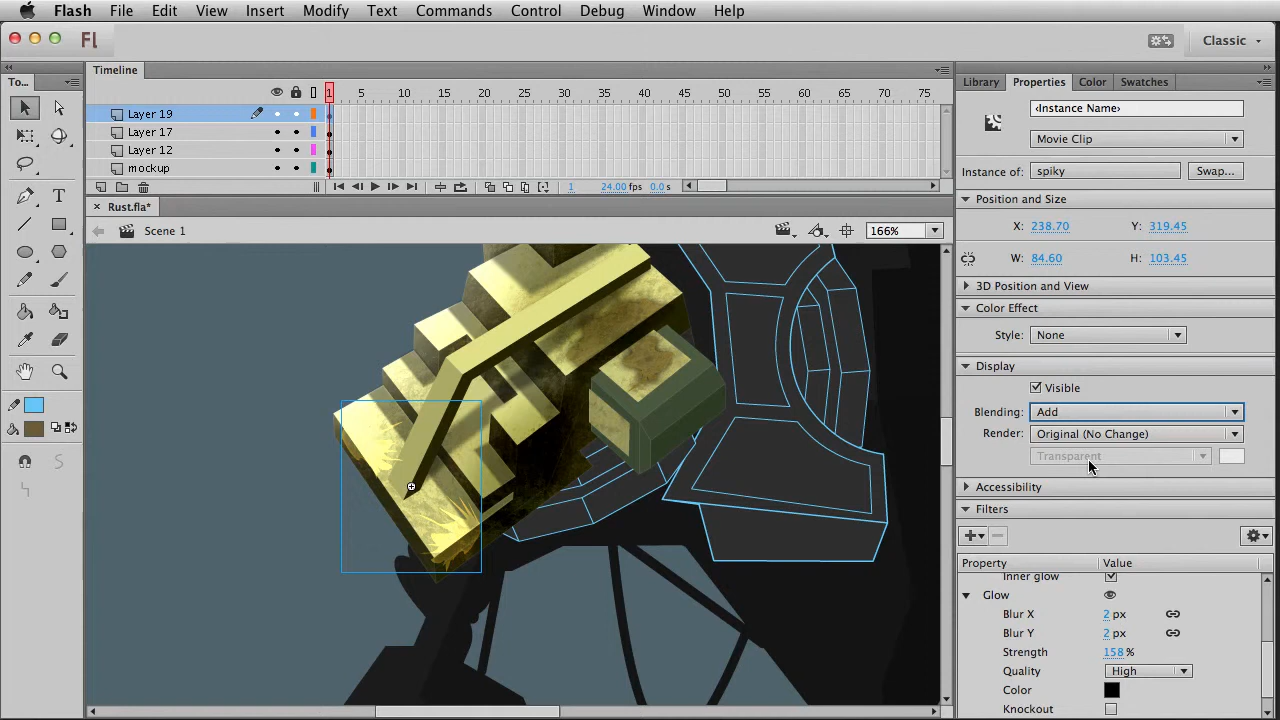 Flash File Edit View Insert Modify Text Commands Control Debug Window Help
Fl Classic
To... Timeline Library Properties Color Swatches
1 5 10 15 20 25 30 35 40 45 50 55 60 65 70 75
‹Instance Name›
Layer 19
Layer 17
Movie Clip
Layer 12
mockup
Instance of: spiky Swap...
1 24.00 fps 0.0 s
Position and Size
Rust.fla*
X: 238.70 Y: 319.45
Scene 1 166%
W: 84.60 H: 103.45
3D Position and View
Color Effect
Style: None
Display
Visible
Blending: Add
Render: Original (No Change)
Transparent
Accessibility
Filters
Property Value
Inner glow
Glow
Blur X 2 px
Blur Y 2 px
Strength 158 %
Quality High
Color
Knockout